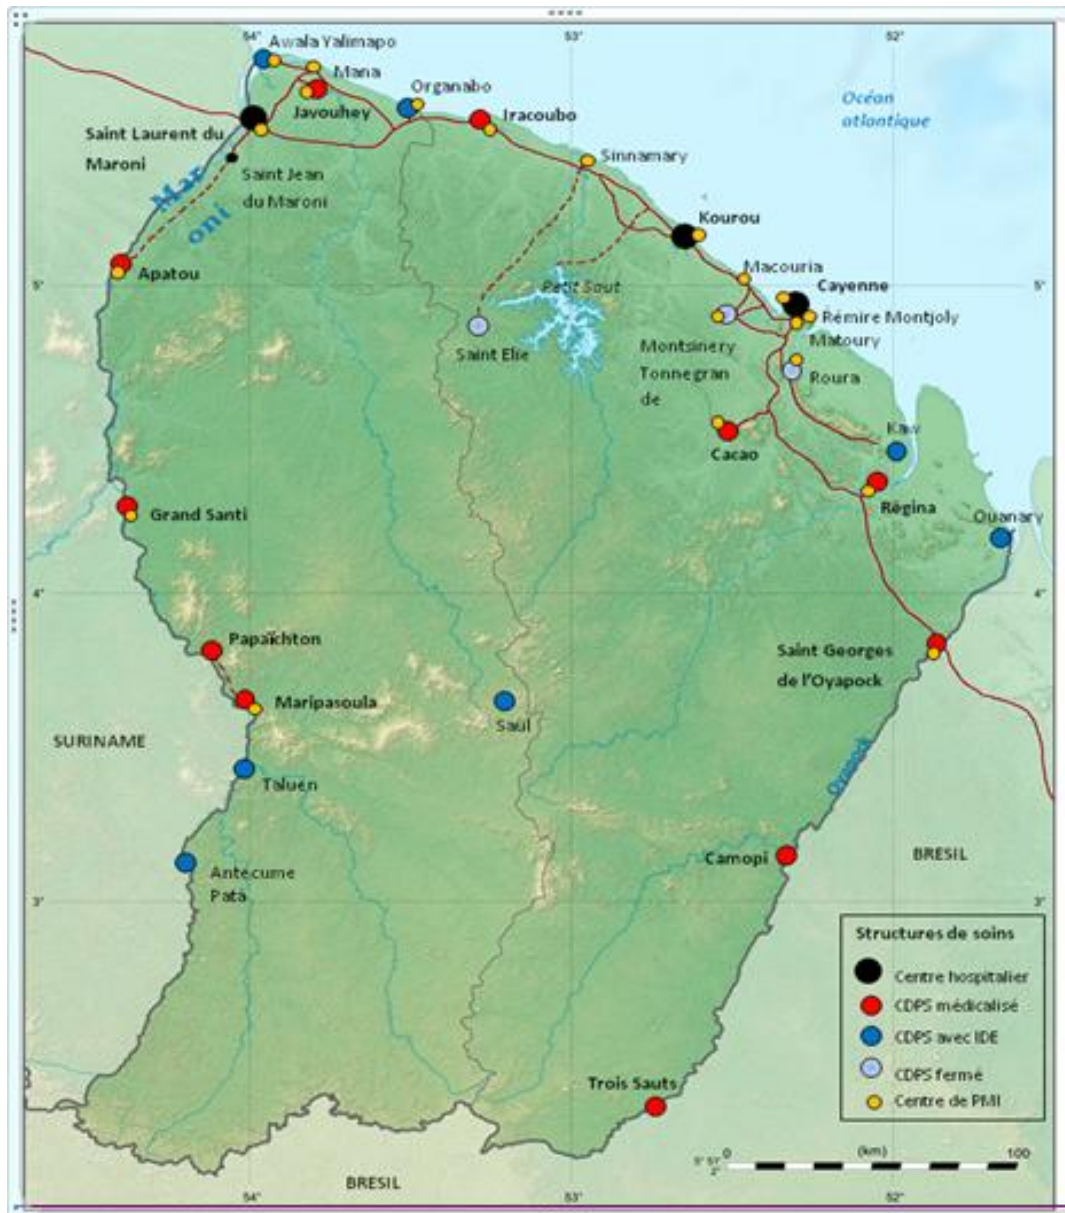 54°
53°
52°
Awala Yalimapo
Mana
Organabo
Javouhey
Iracoubo
Océan
atlantique
Saint Laurent du
Maroni
Saint Jean
du Maroni
Mar
oni
Sinnamary
Kourou
Apatou
Macouria
5°
5°
Petit Saut
Cayenne
Rémire Montjoly
Saint Elie
Montsinery
Tonnegran
de
Matoury
Roura
Kaw
Cacao
Régina
Grand Santi
Ouanary
4°
4°
Papaïchton
Saint Georges
de l'Oyapock
Maripasoula
Saül
SURINAME
Taluen
Oyapock
Camopi
BRESIL
Antecume
Pata
3°
3°
Structures de soins
Centre hospitalier
CDPS médicalisé
CDPS avec IDE
CDPS fermé
Centre de PMI
Trois Sauts
0
(km)
100
BRESIL
54°
53°
52°